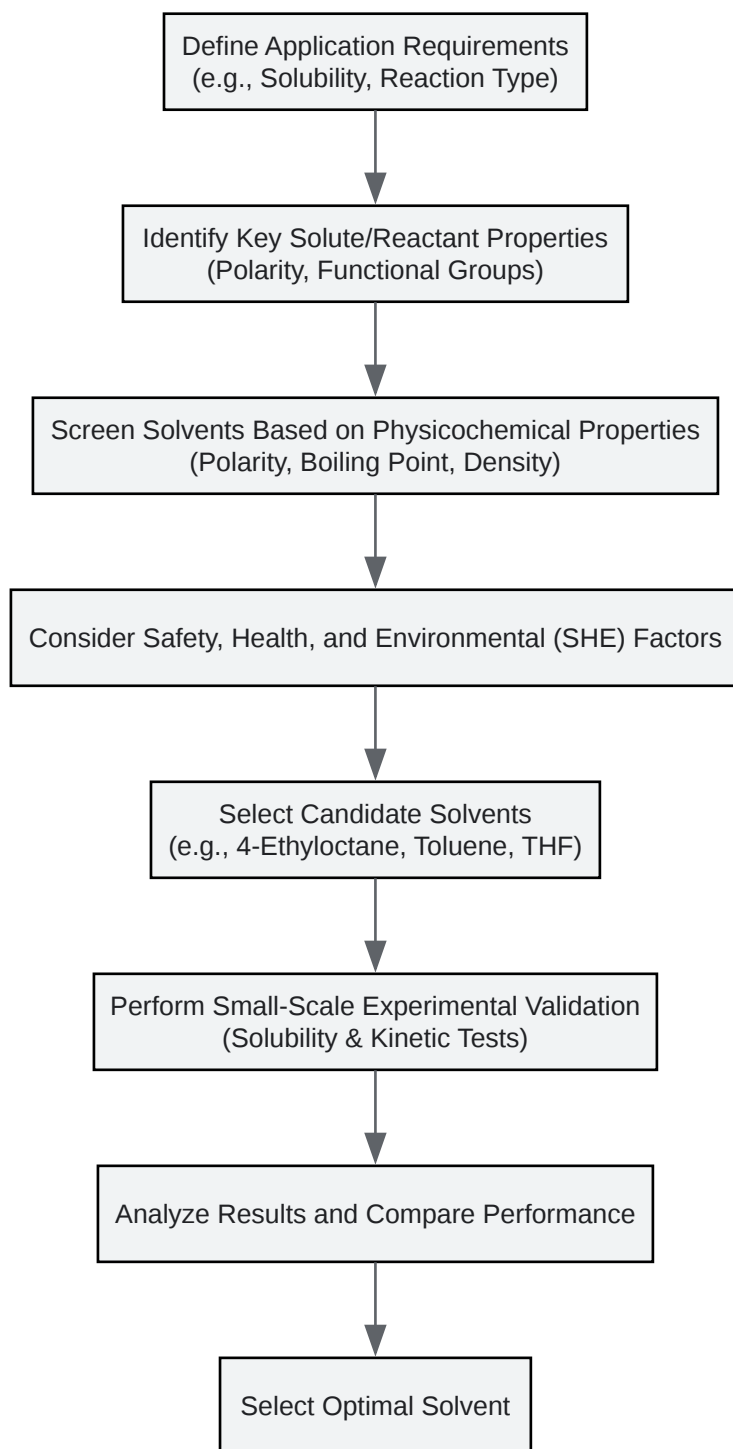 Define Application Requirements
(e.g., Solubility, Reaction Type)
Identify Key Solute/Reactant Properties
(Polarity, Functional Groups)
Screen Solvents Based on Physicochemical Properties
(Polarity, Boiling Point, Density)
Consider Safety, Health, and Environmental (SHE) Factors
Select Candidate Solvents
(e.g., 4-Ethyloctane, Toluene, THF)
Perform Small-Scale Experimental Validation
(Solubility & Kinetic Tests)
Analyze Results and Compare Performance
Select Optimal Solvent